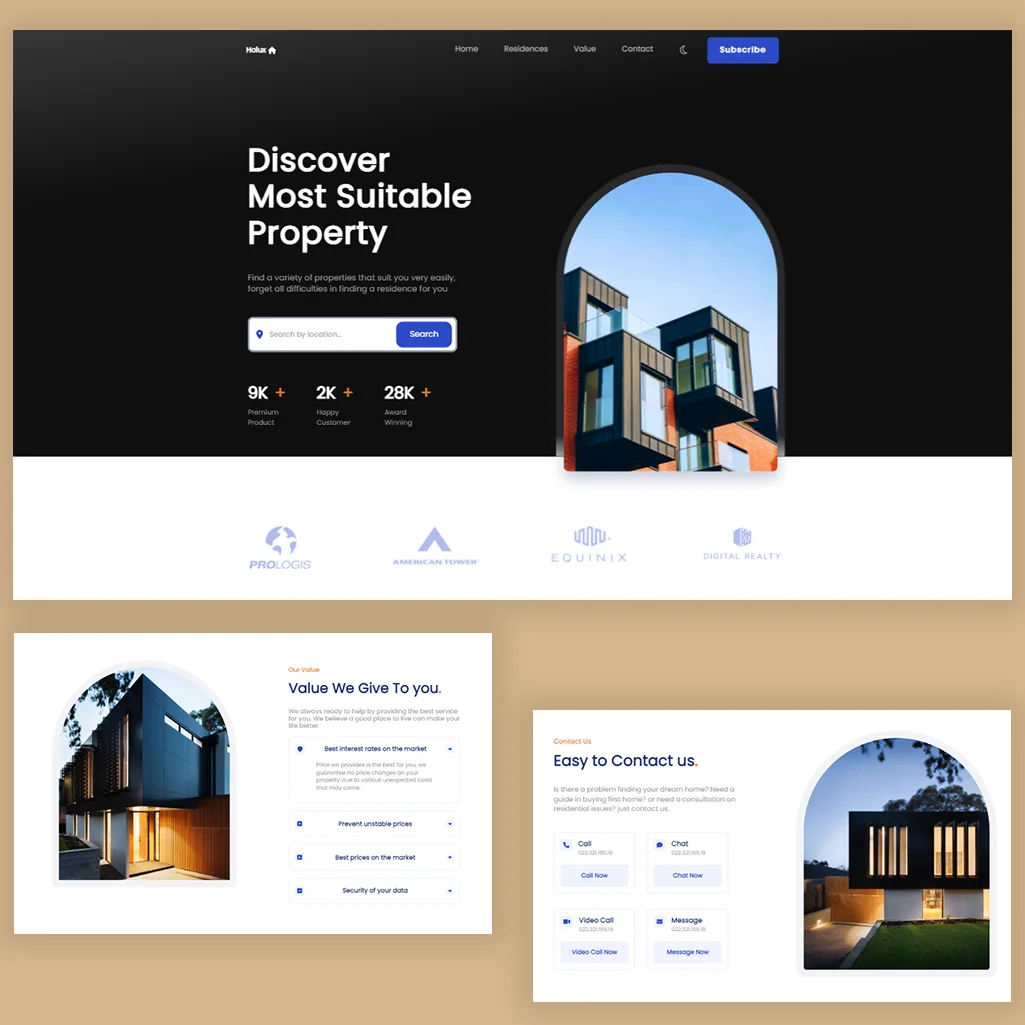 Holux
Home
Residences
Value
Contact
Subscribe
Discover
Most Suitable
Property
Find a variety of properties that suit you very easily,
forget all difficulties in finding a residence for you
Search by location...
Search
9K +
2K +
28K +
Premium
Product
Happy
Customer
Award
Winning
PROLOGIS
AMERICAN TOWER
EQUINIX
DIGITAL REALTY
Our Value
Value We Give To you.
We always ready to help by providing the best service
for you. We believe a good place to live can make your
life better.
Best interest rates on the market
Price we provides is the best for you, we
guarantee no price changes on your
property due to various unexpected costs
that may come.
Prevent unstable prices
Best prices on the market
Security of your data
Contact Us
Easy to Contact us.
Is there a problem finding your dream home? Need a
guide in buying first home? or need a consultation on
residential issues? just contact us.
Call
022.321.165.19
Call Now
Chat
022.321.165.19
Chat Now
Video Call
022.321.165.19
Video Call Now
Message
022.321.165.19
Message Now